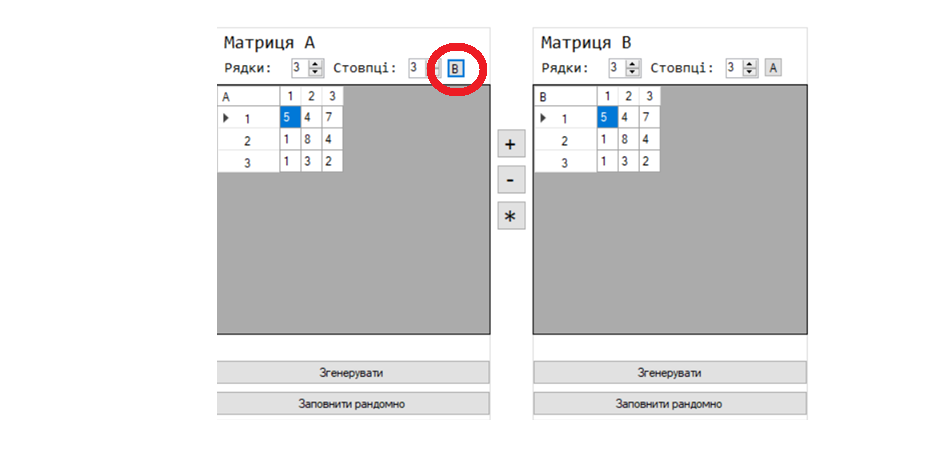 Матриця A
Рядки: 3 Стовпці: 3 B
A 1 2 3
1 5 4 7
2 1 8 4
3 1 3 2
Згенерувати
Заповнити рандомно
+
-
*
Матриця B
Рядки: 3 Стовпці: 3 A
B 1 2 3
1 5 4 7
2 1 8 4
3 1 3 2
Згенерувати
Заповнити рандомно